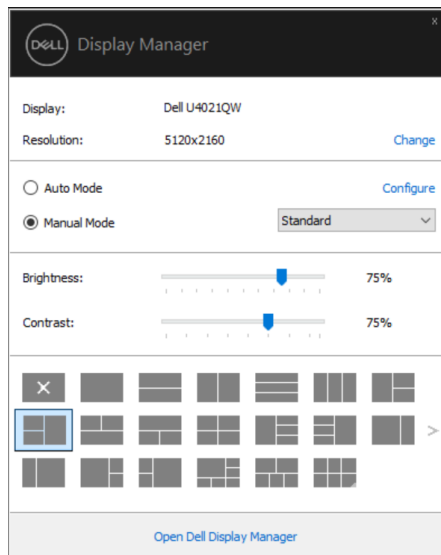 x
DELL Display Manager
Display: Dell U4021QW
Resolution: 5120x2160 Change
Auto Mode Configure
Manual Mode Standard
Brightness: 75%
Contrast: 75%
Open Dell Display Manager